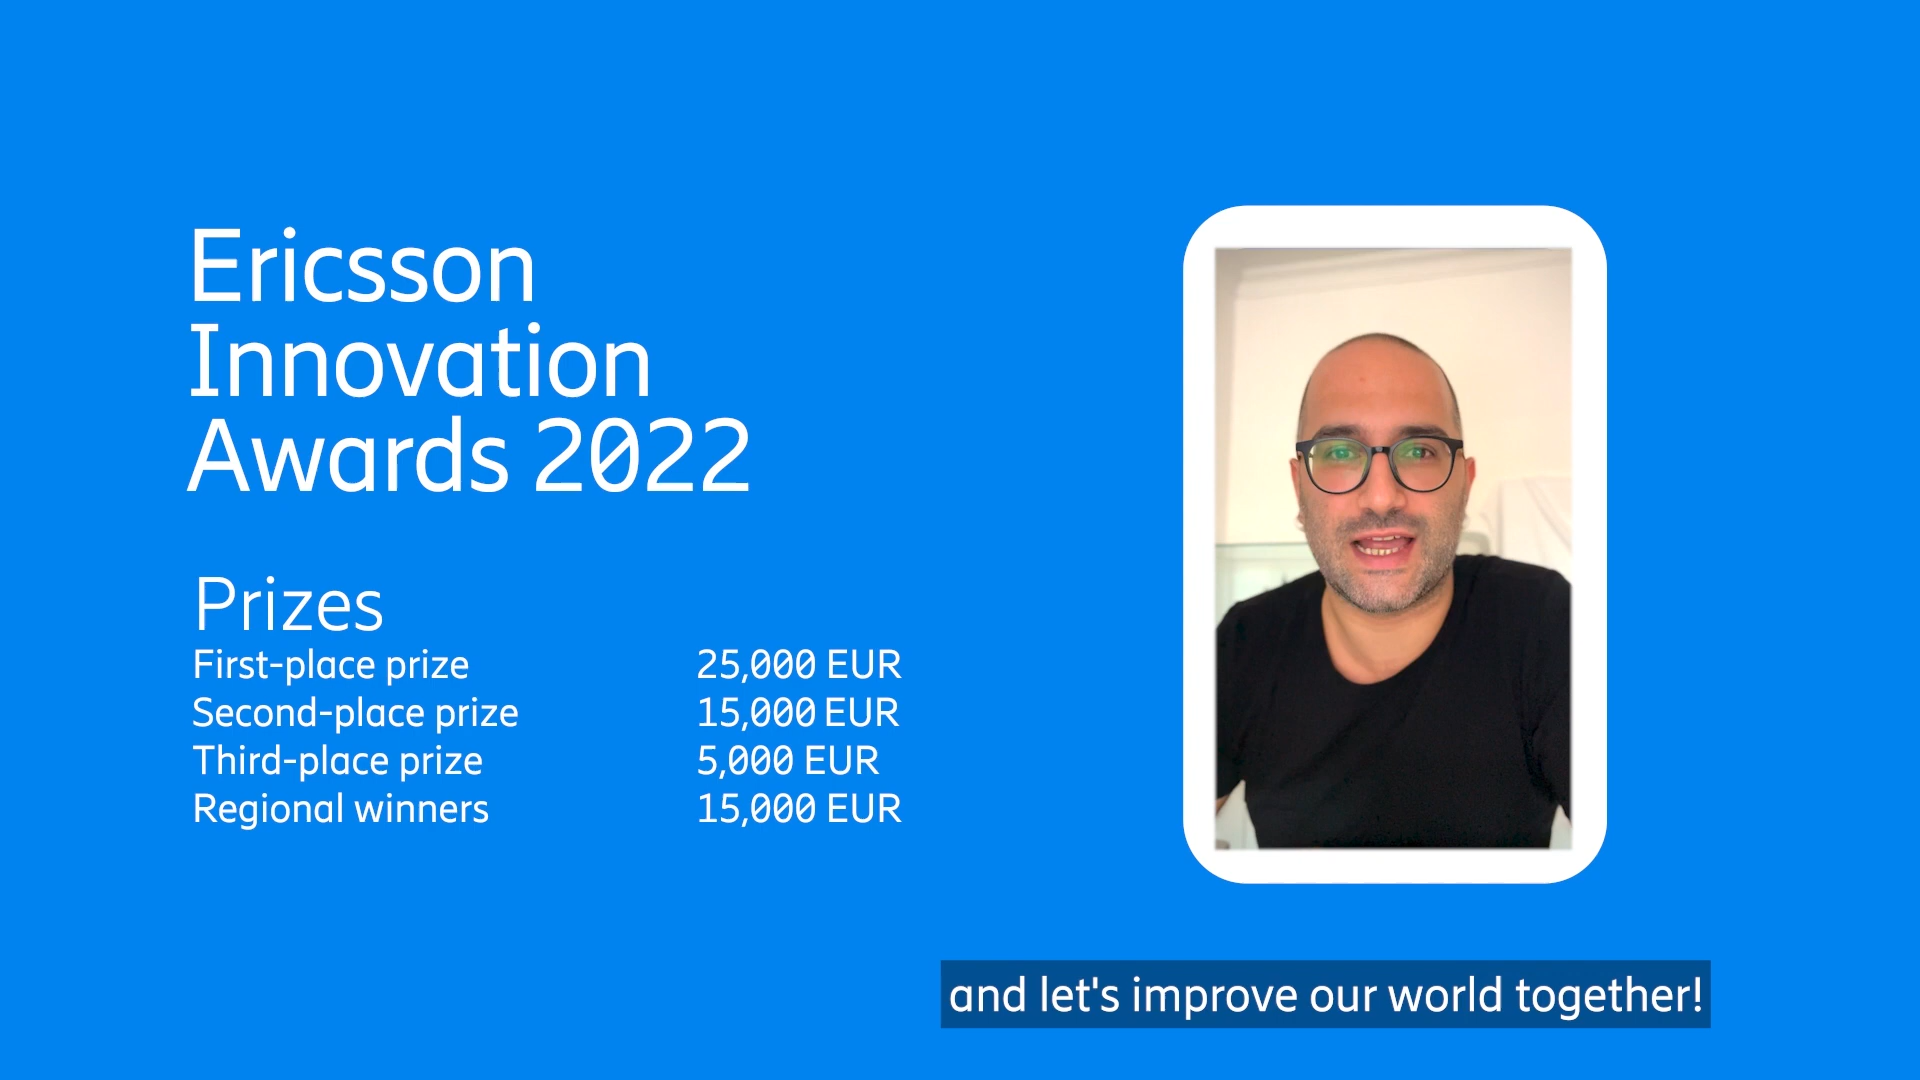 Ericsson
Innovation
Awards 2022
Prizes
First-place prize 25,000 EUR
Second-place prize 15,000 EUR
Third-place prize 5,000 EUR
Regional winners 15,000 EUR
and let's improve our world together!